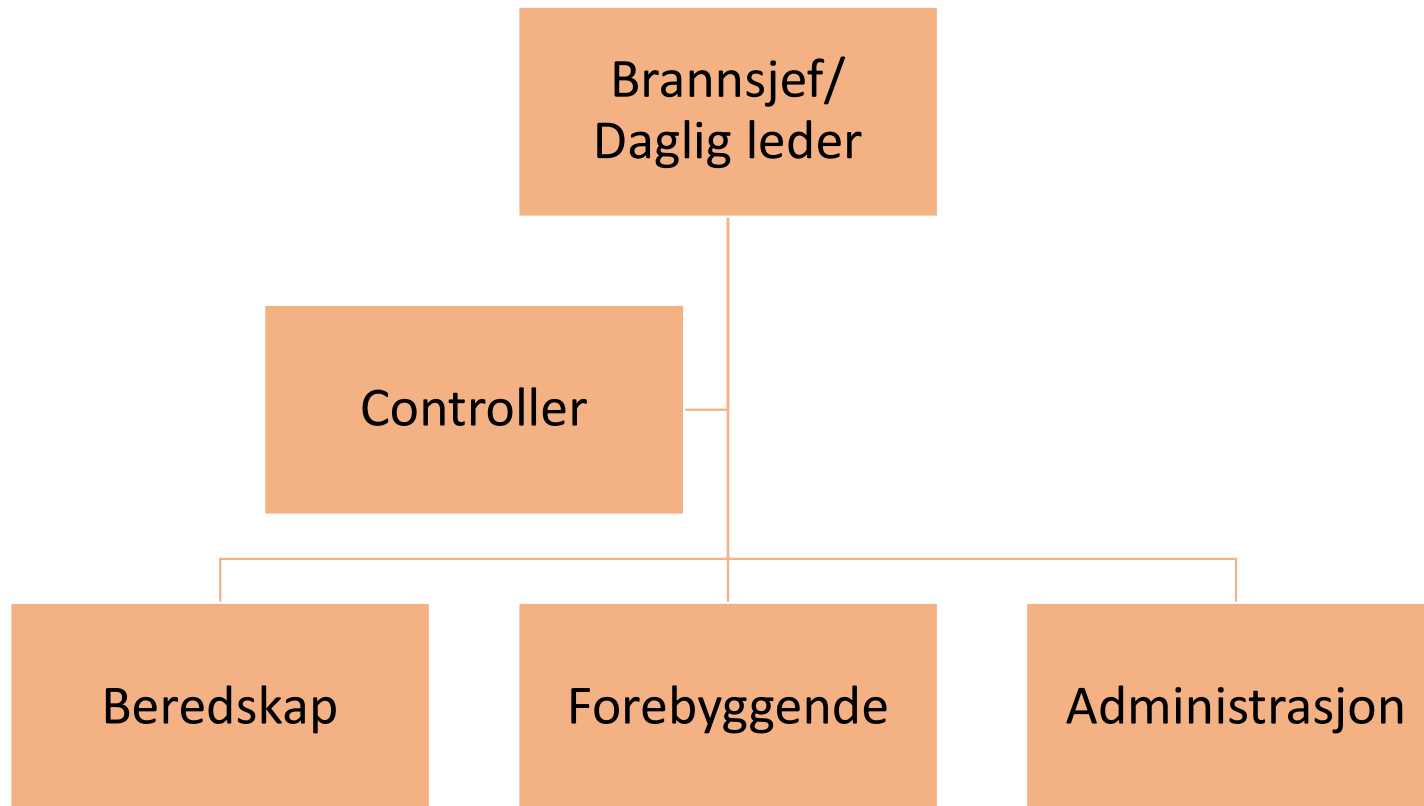 Brannsjef/
Daglig leder
Controller
Beredskap
Forebyggende
Administrasjon